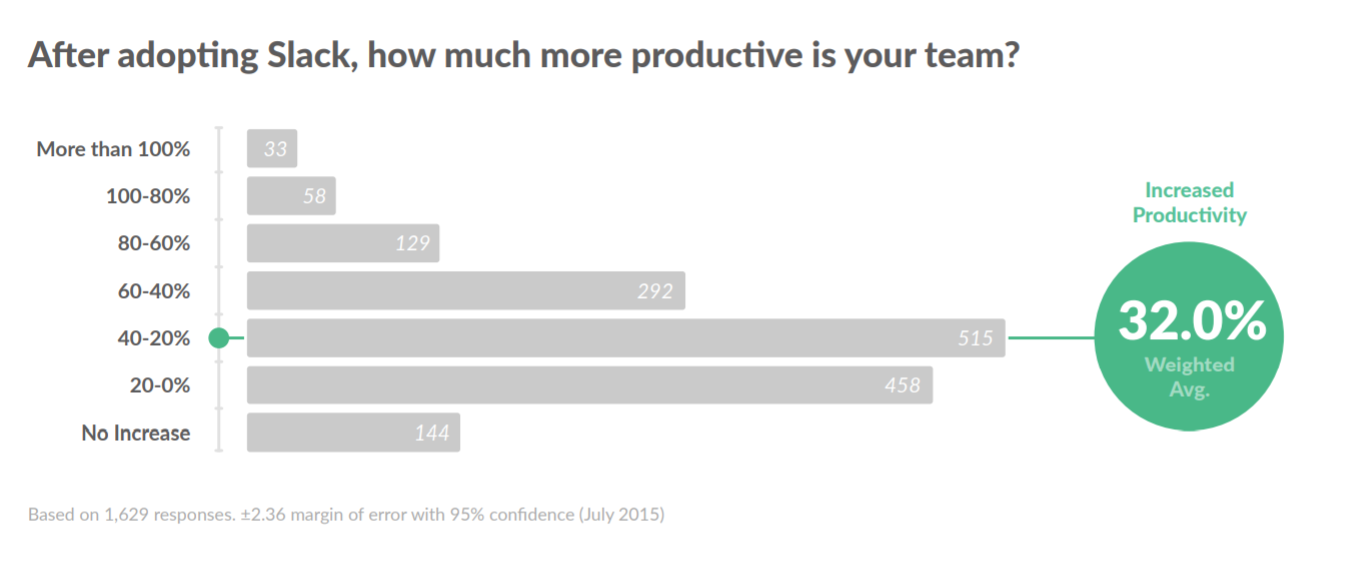 After adopting Slack, how much more productive is your team?
More than 100% 33
100-80% 58
80-60% 129
60-40% 292
40-20% 515
20-0% 458
No Increase 144
Increased
Productivity
32.0%
Weighted
Avg.
Based on 1,629 responses. ±2.36 margin of error with 95% confidence (July 2015)